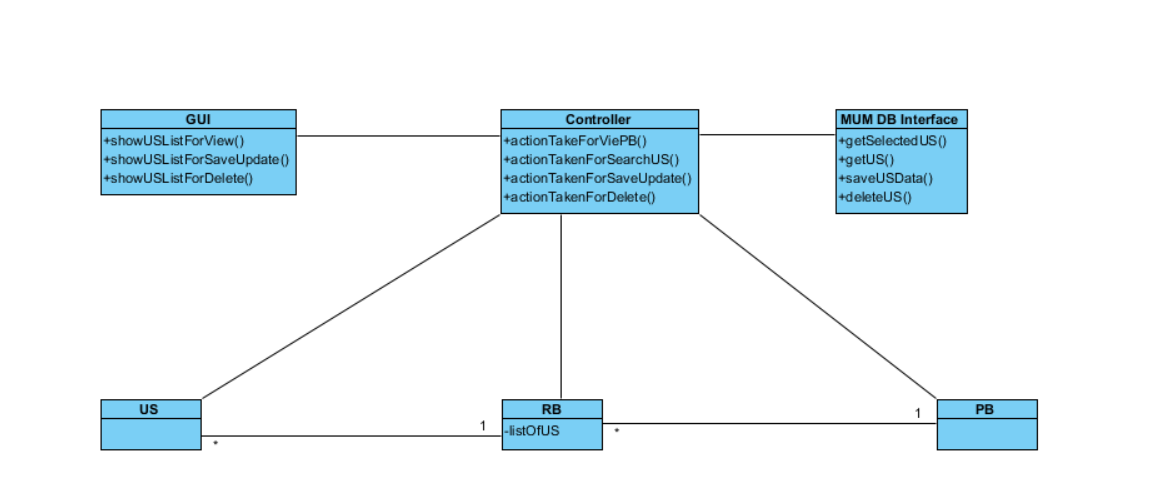 GUI
+showUSListForView()
+showUSListForSaveUpdate()
+showUSListForDelete()
Controller
+actionTakeForViePB()
+actionTakenForSearchUS()
+actionTakenForSaveUpdate()
+actionTakenForDelete()
MUM DB Interface
+getSelectedUS()
+getUS()
+saveUSData()
+deleteUS()
US
*
1
RB
-listOfUS
*
1
PB